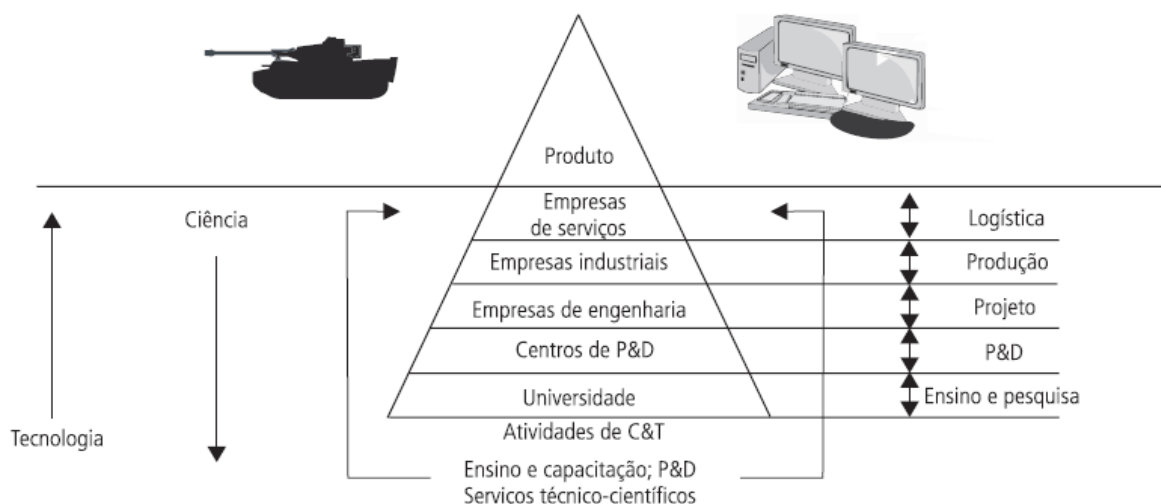 Produto
Ciência
Empresas
de serviços
Logística
Empresas industriais
Produção
Empresas de engenharia
Projeto
Centros de P&D
P&D
Universidade
Ensino e pesquisa
Tecnologia
Atividades de C&T
Ensino e capacitação; P&D
Serviços técnico-científicos